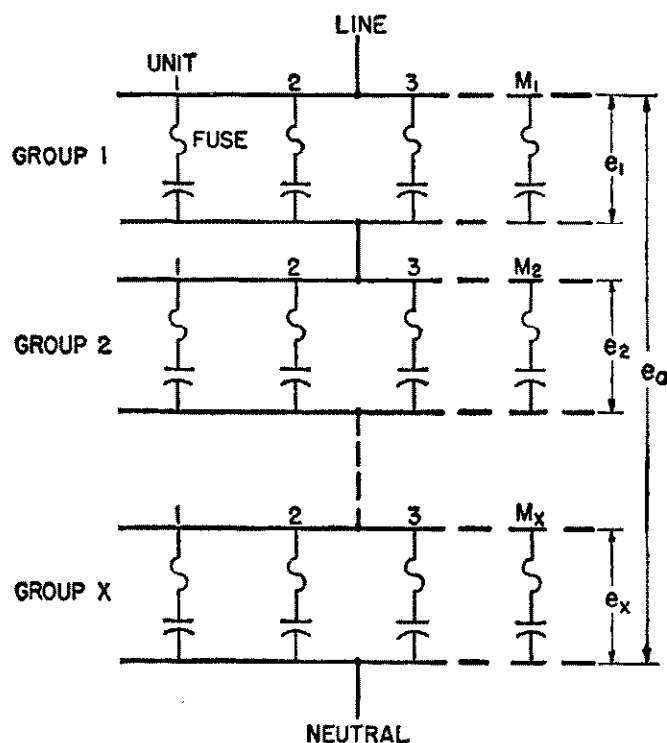 LINE
UNIT
1 2 3 M1
GROUP 1
FUSE
e1
1 2 3 M2
GROUP 2
e2
ea
1 2 3 MX
GROUP X
eX
NEUTRAL